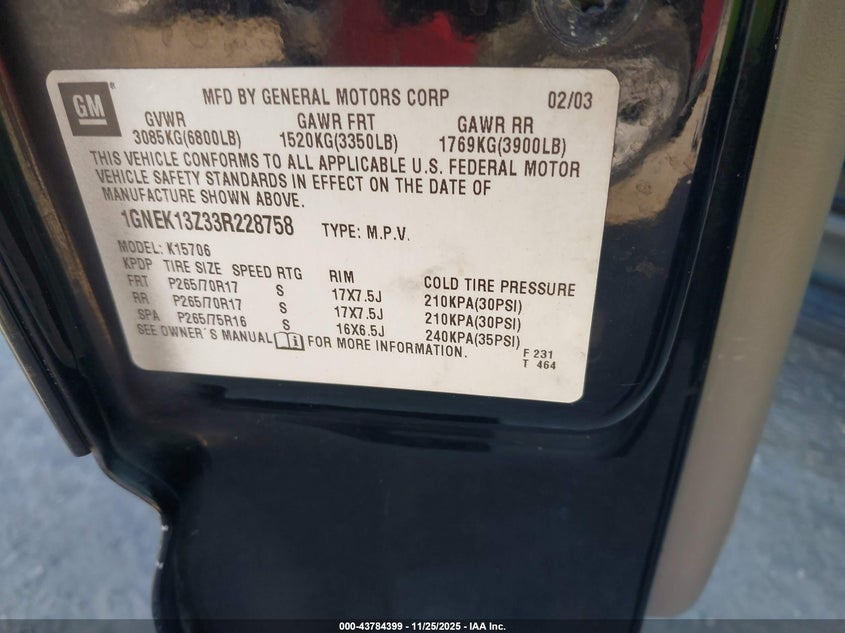 GM
MFD BY GENERAL MOTORS CORP 02/03
GVWR GAWR FRT GAWR RR
3085KG(6800LB) 1520KG(3350LB) 1769KG(3900LB)
THIS VEHICLE CONFORMS TO ALL APPLICABLE U.S. FEDERAL MOTOR
VEHICLE SAFETY STANDARDS IN EFFECT ON THE DATE OF
MANUFACTURE SHOWN ABOVE.
1GNEK13Z33R228758 TYPE: M.P.V.
MODEL: K15706
KPDP TIRE SIZE SPEED RTG RIM COLD TIRE PRESSURE
FRT P265/70R17 S 17X7.5J 210KPA(30PSI)
RR P265/70R17 S 17X7.5J 210KPA(30PSI)
SPA P265/75R16 S 16X6.5J 240KPA(35PSI)
SEE OWNER'S MANUAL FOR MORE INFORMATION.
F 231
T 464
000-43784399 - 11/25/2025 - IAA Inc.